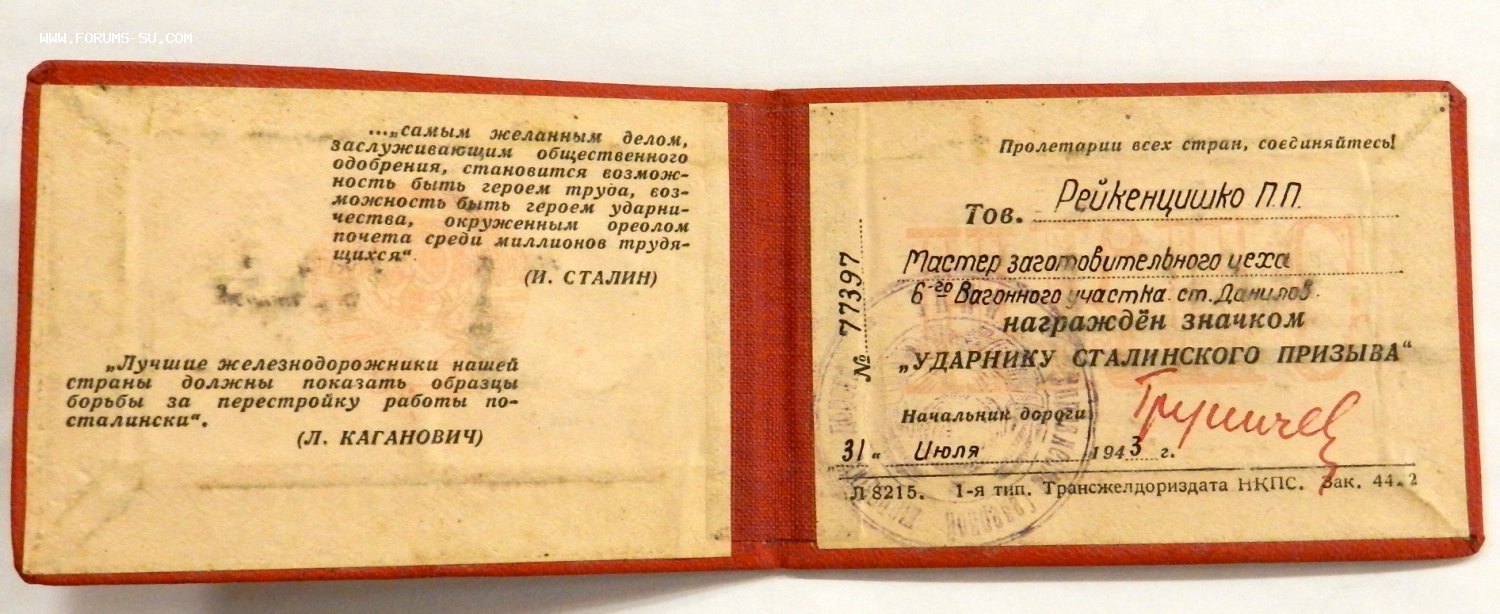 WWW.FORUMS-SU.COM
...„самым желанным делом,
заслуживающим общественного
одобрения, становится возмож-
ность быть героем труда, воз-
можность быть героем ударни-
чества, окруженным ореолом
почета среди миллионов трудя-
щихся“.
(И. СТАЛИН)
„Лучшие железнодорожники нашей
страны должны показать образцы
борьбы за перестройку работы по-
сталински“.
(Л. КАГАНОВИЧ)
Пролетарии всех стран, соединяйтесь!
Тов. Рейкенцишко П.П.
Мастер заготовительного цеха
6-го Вагонного участка ст. Данилов.
награждён значком
„УДАРНИКУ СТАЛИНСКОГО ПРИЗЫВА“
№ 77397
Начальник дороги
31 „ Июля 1943 г.
Л 8215. 1-я тип. Трансжелдориздата НКПС. Зак. 44